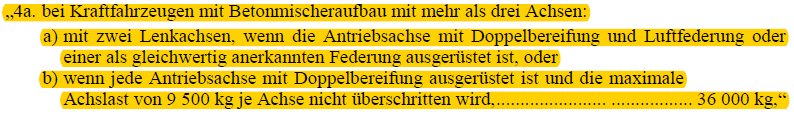 „4a. bei Kraftfahrzeugen mit Betonmischeraufbau mit mehr als drei Achsen:
a) mit zwei Lenkachsen, wenn die Antriebsachse mit Doppelbereifung und Luftfederung oder
einer als gleichwertig anerkannten Federung ausgerüstet ist, oder
b) wenn jede Antriebsachse mit Doppelbereifung ausgerüstet ist und die maximale
Achslast von 9 500 kg je Achse nicht überschritten wird,........................ .................. 36 000 kg,“